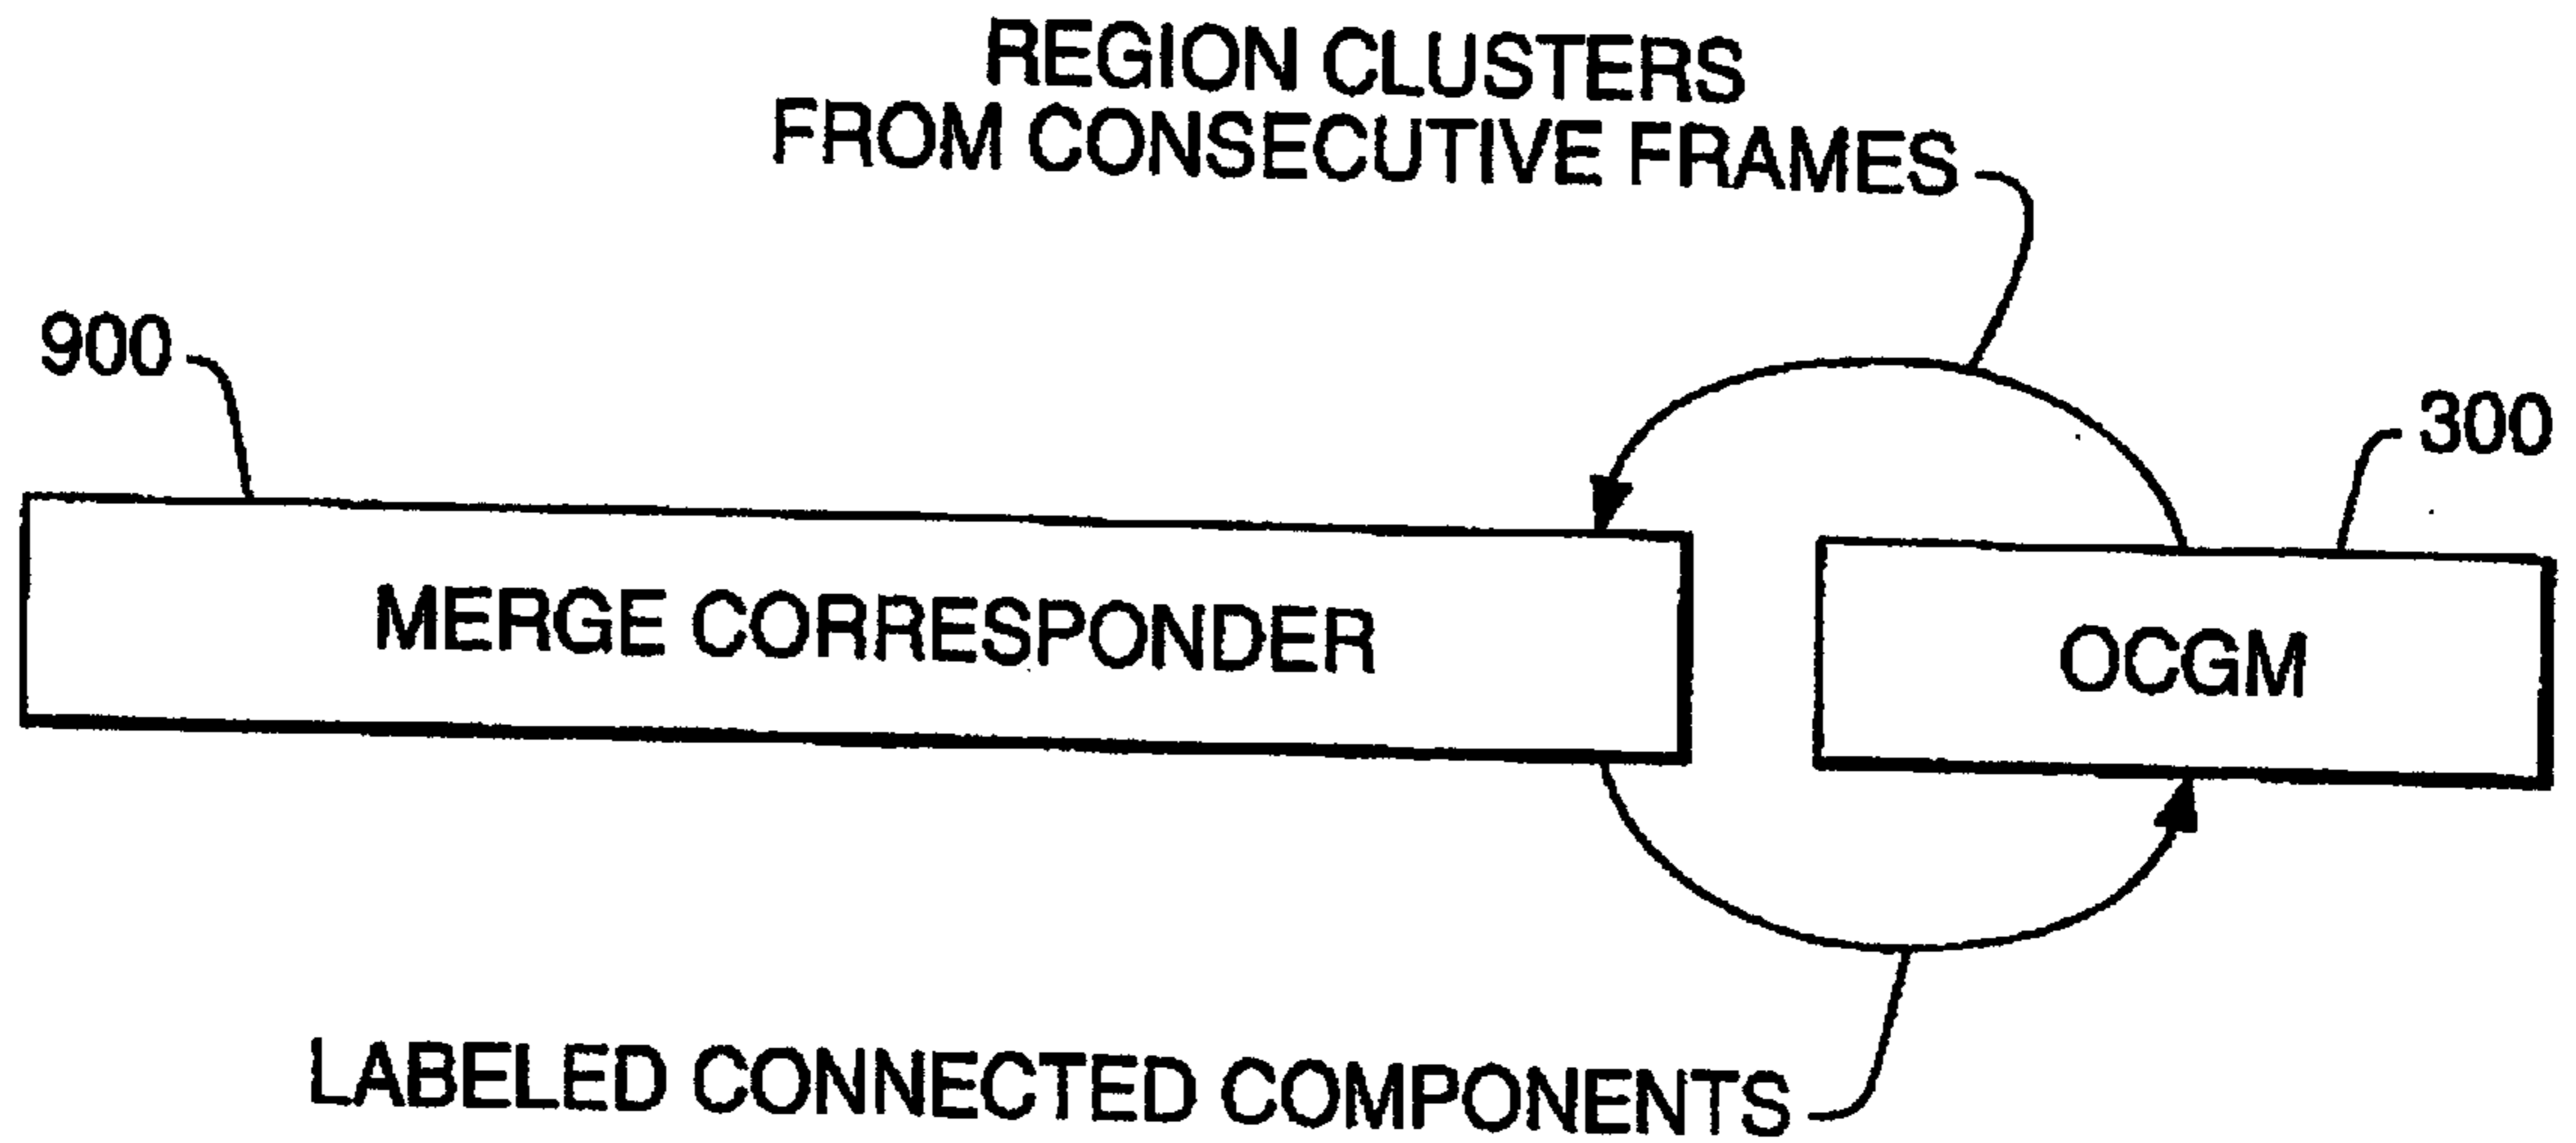 REGION CLUSTERS
FROM CONSECUTIVE FRAMES
900
300
MERGE CORRESPONDER
OCGM
LABELED CONNECTED COMPONENTS